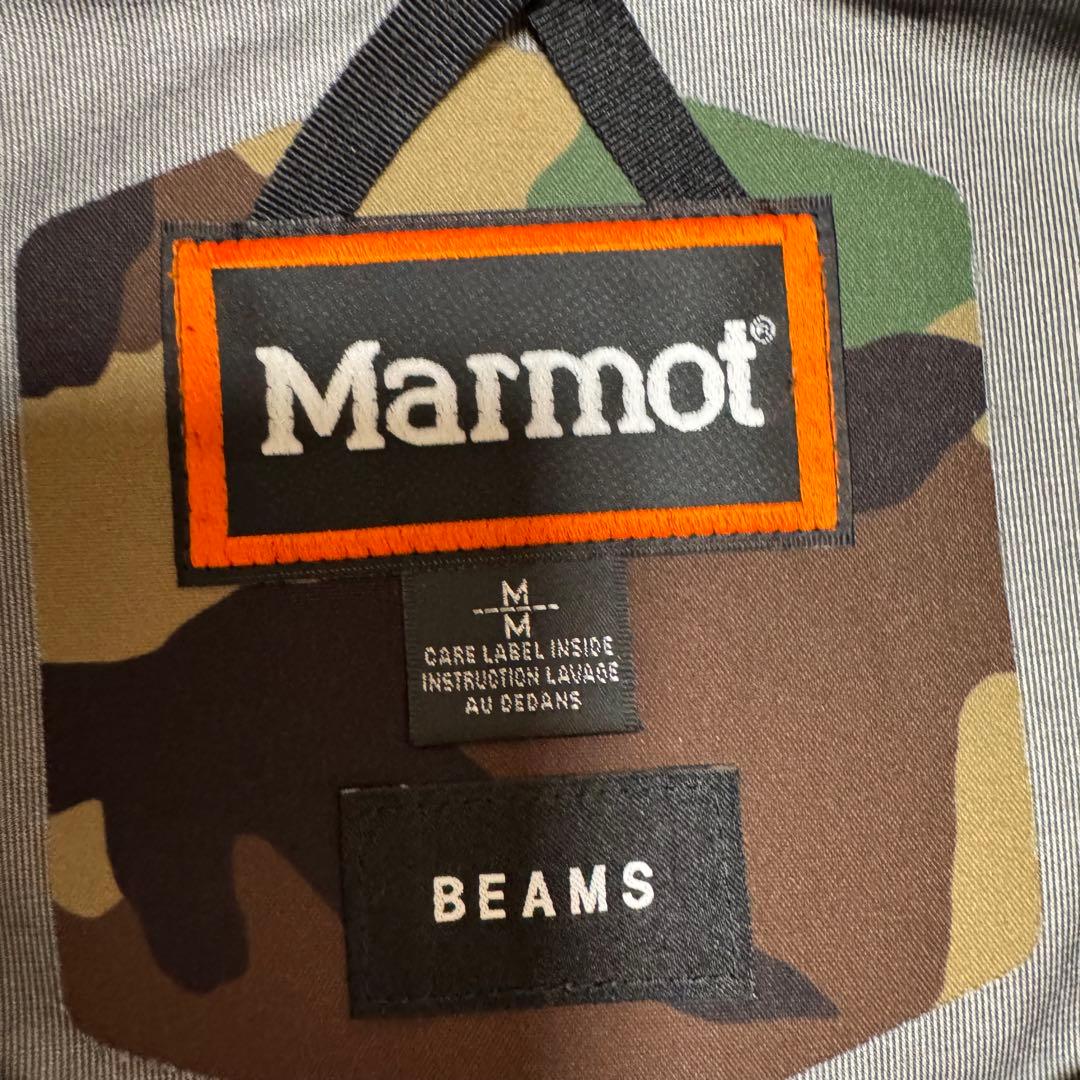 Marmot®
M
M
CARE LABEL INSIDE
INSTRUCTION LAVAGE
AU DEDANS
BEAMS